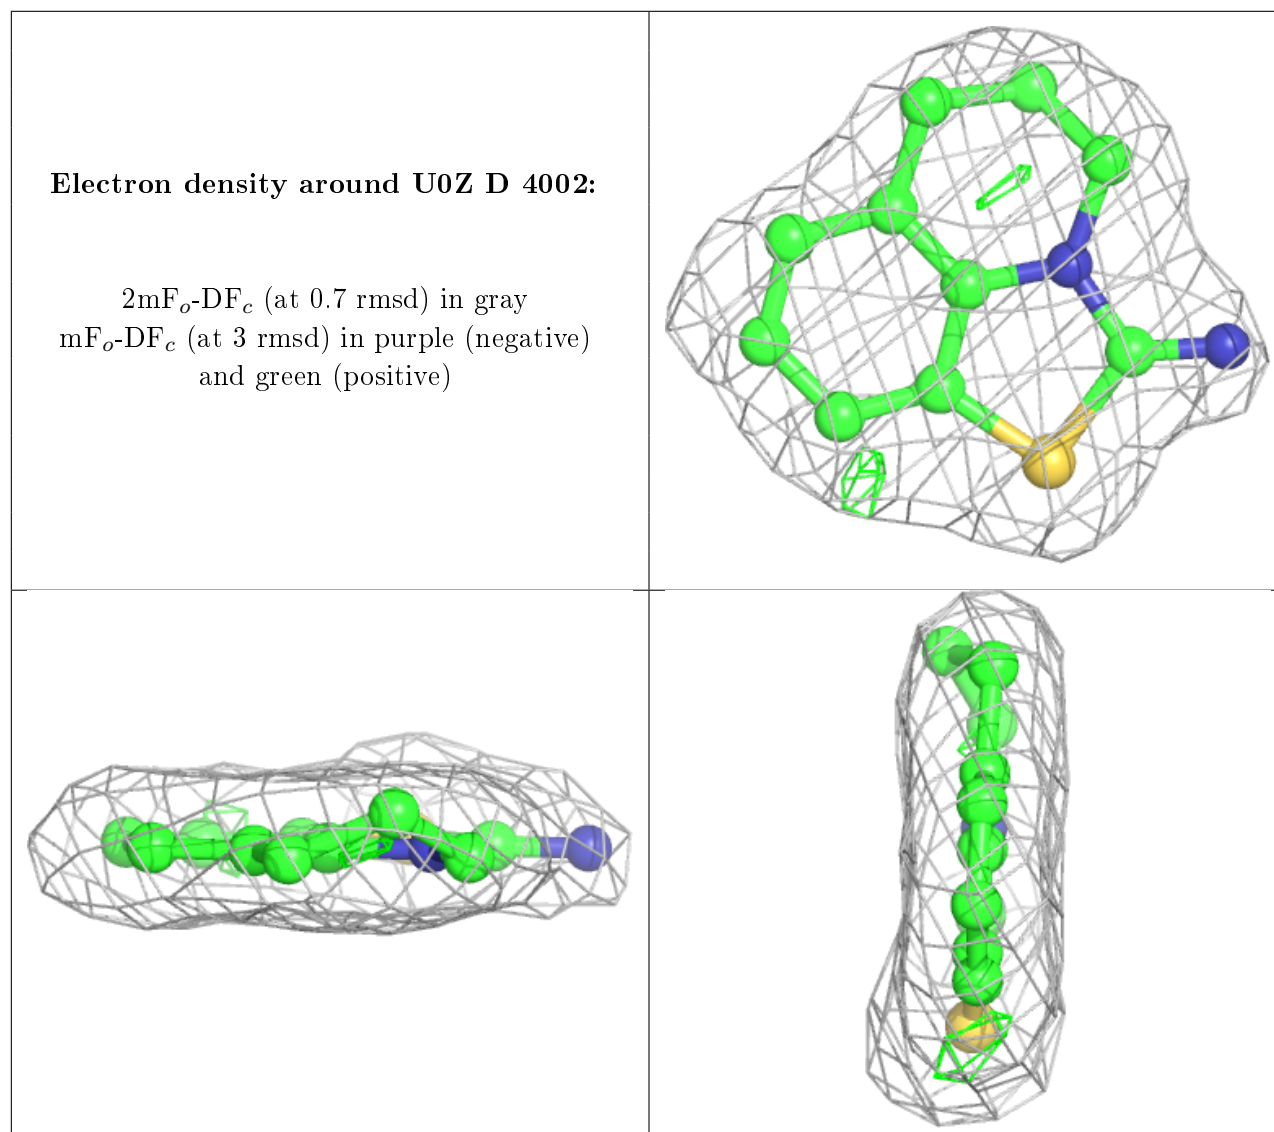 Electron density around U0Z D 4002:
2mFo-DFc (at 0.7 rmsd) in gray
mFo-DFc (at 3 rmsd) in purple (negative)
and green (positive)